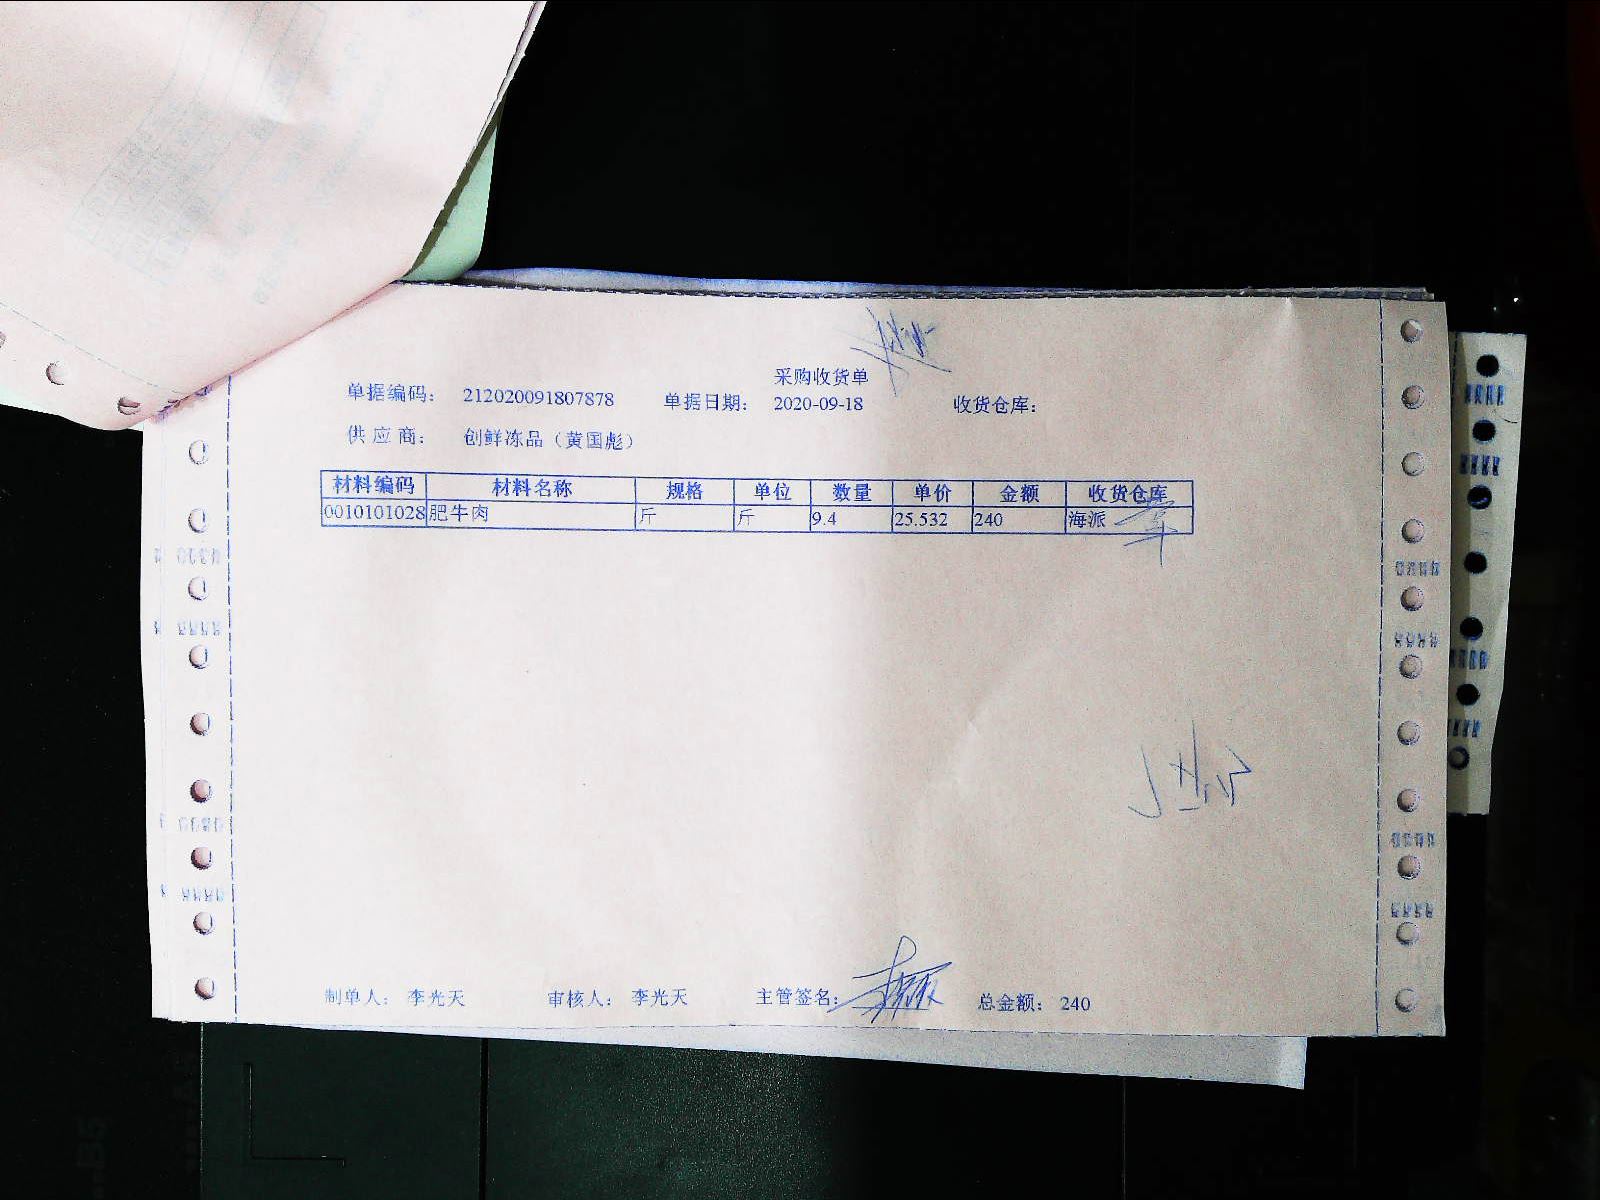 采购收货单
单据编码： 212020091807878 单据日期： 2020-09-18 收货仓库：
供 应 商： 创鲜冻品（黄国彪）
材料编码 材料名称 规格 单位 数量 单价 金额 收货仓库
0010101028 肥牛肉 斤 斤 9.4 25.532 240 海派
制单人： 李光天 审核人： 李光天 主管签名： 总金额： 240